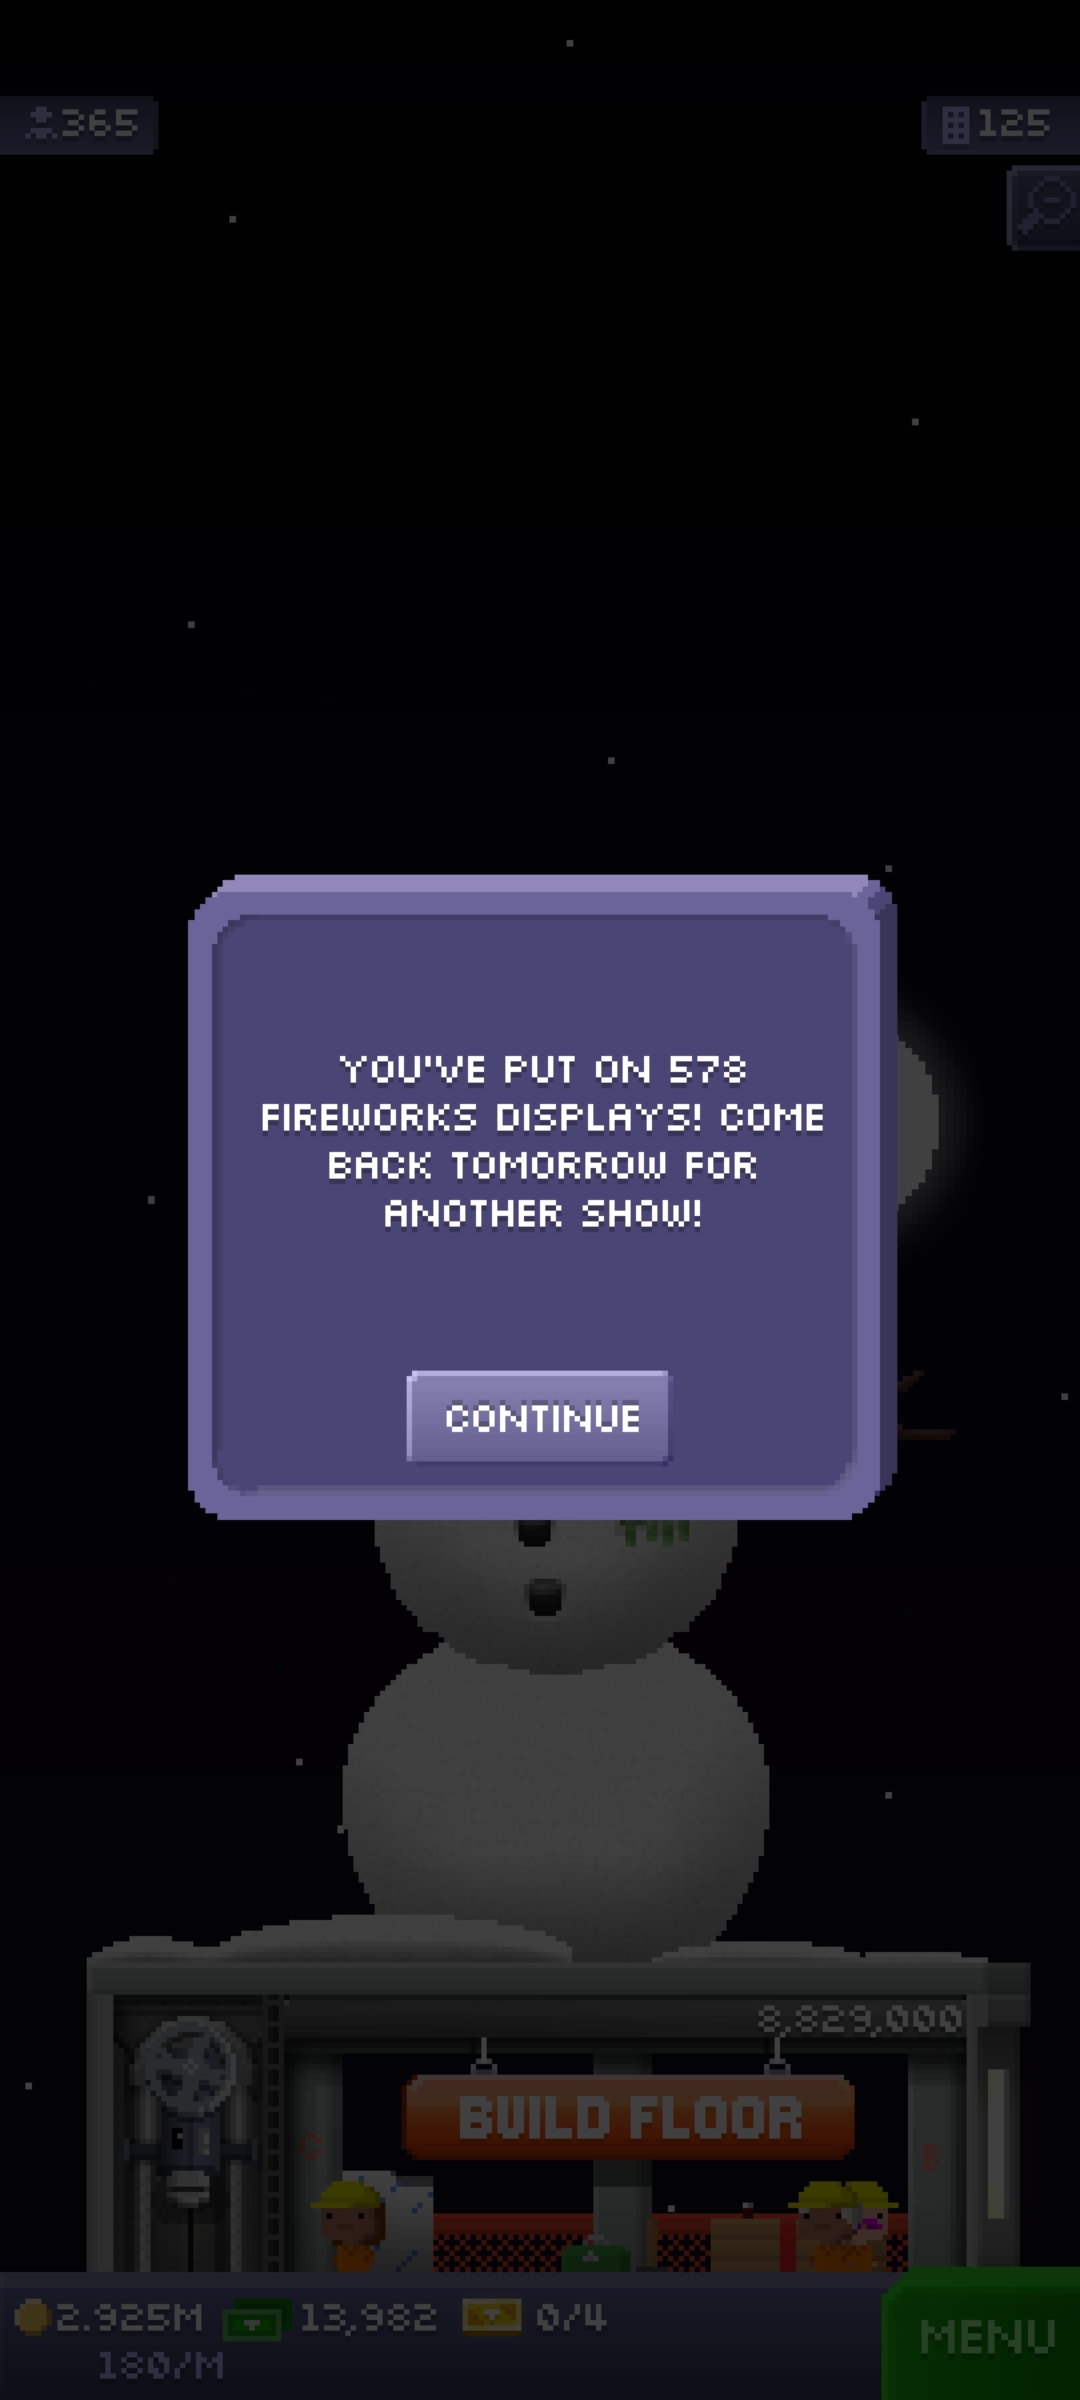 365
125
YOU'VE PUT ON 578
FIREWORKS DISPLAYS! COME
BACK TOMORROW FOR
ANOTHER SHOW!
CONTINUE
8,829,000
BUILD FLOOR
C
B
2.925M 13,982 0/4
180/M
MENU